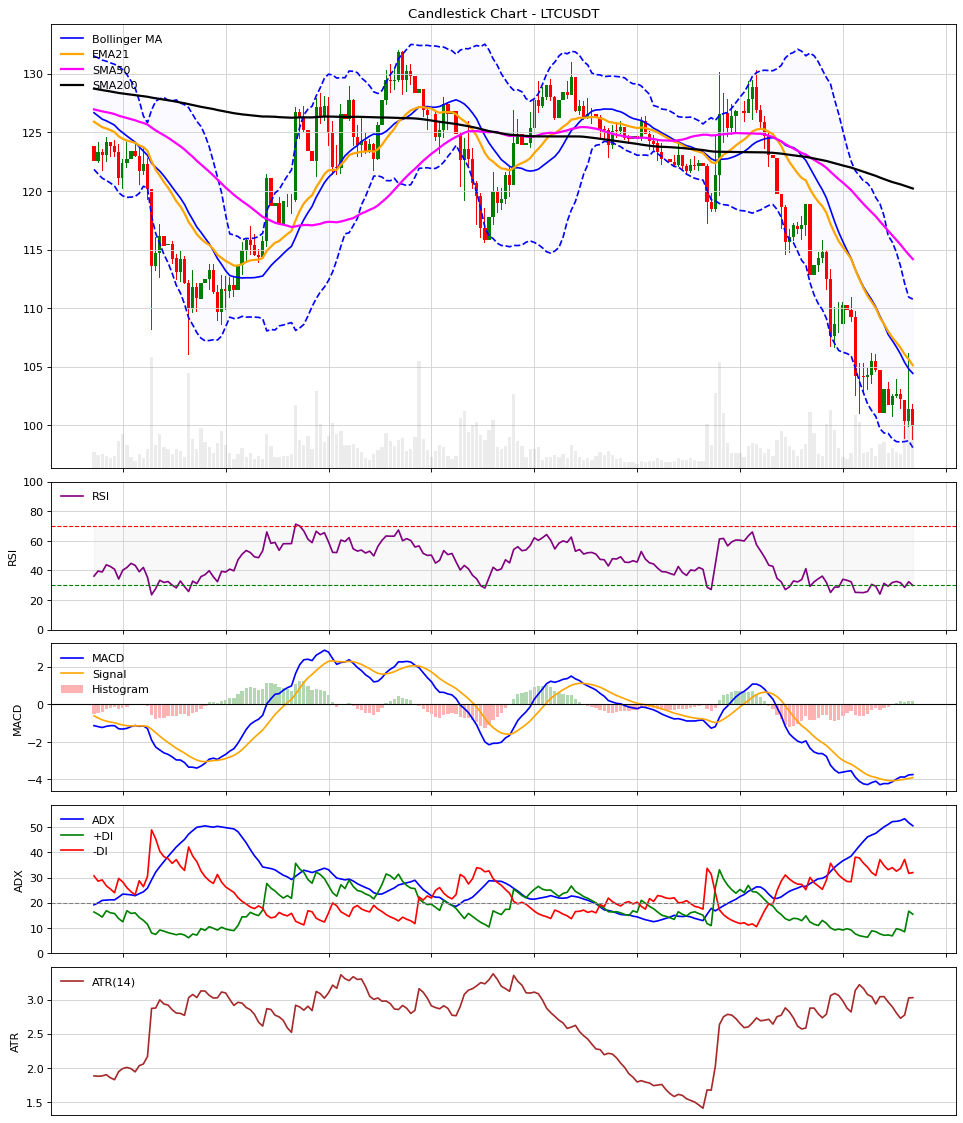 Candlestick Chart - LTCUSDT
Bollinger MA
EMA21
SMA50
SMA200
130
125
120
115
110
105
100
RSI
100
80
60
40
20
0
RSI
MACD
Signal
Histogram
2
0
−2
−4
MACD
ADX
+DI
-DI
50
40
30
20
10
0
ADX
ATR(14)
3.0
2.5
2.0
1.5
ATR